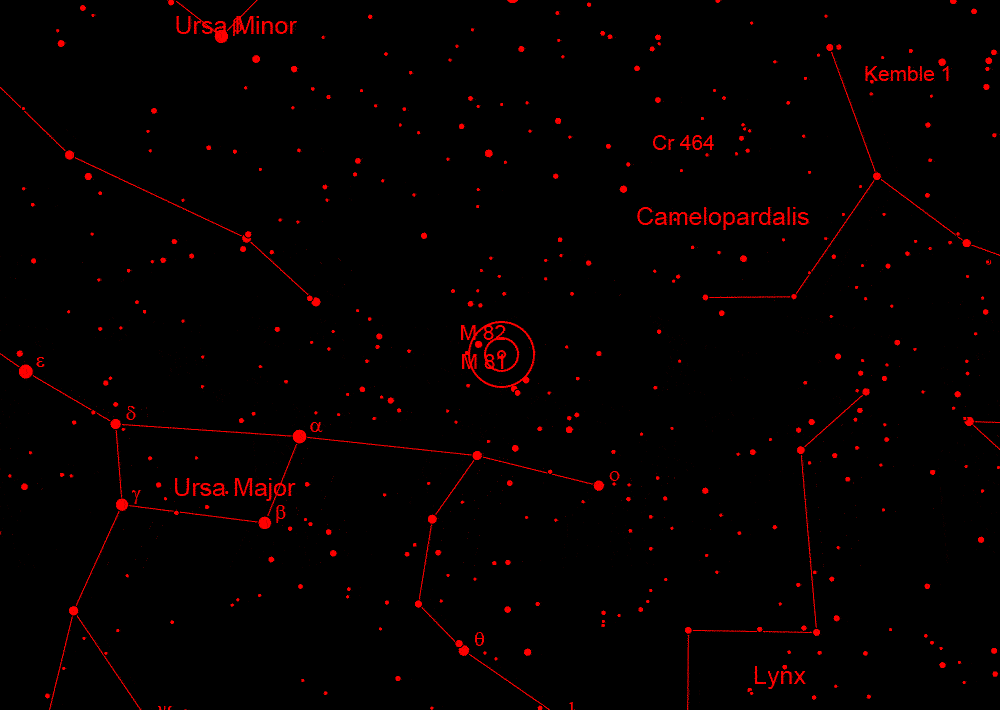 Ursa Minor
β
Kemble 1
Cr 464
Camelopardalis
M 82
M 81
ε
δ
α
Ursa Major
ο
γ
β
θ
Lynx
ψ
ι